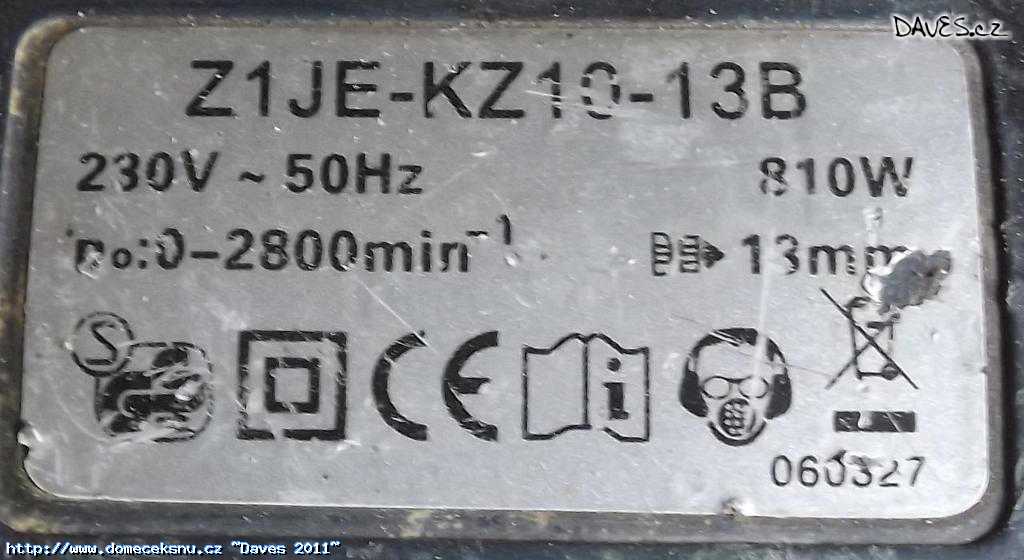 DAVES.cz
Z1JE-KZ10-13B
230V ~ 50Hz 810W
no:0-2800min⁻¹ 13mm
S
CE
i
060327
http://www.domeceksnu.cz "Daves 2011"